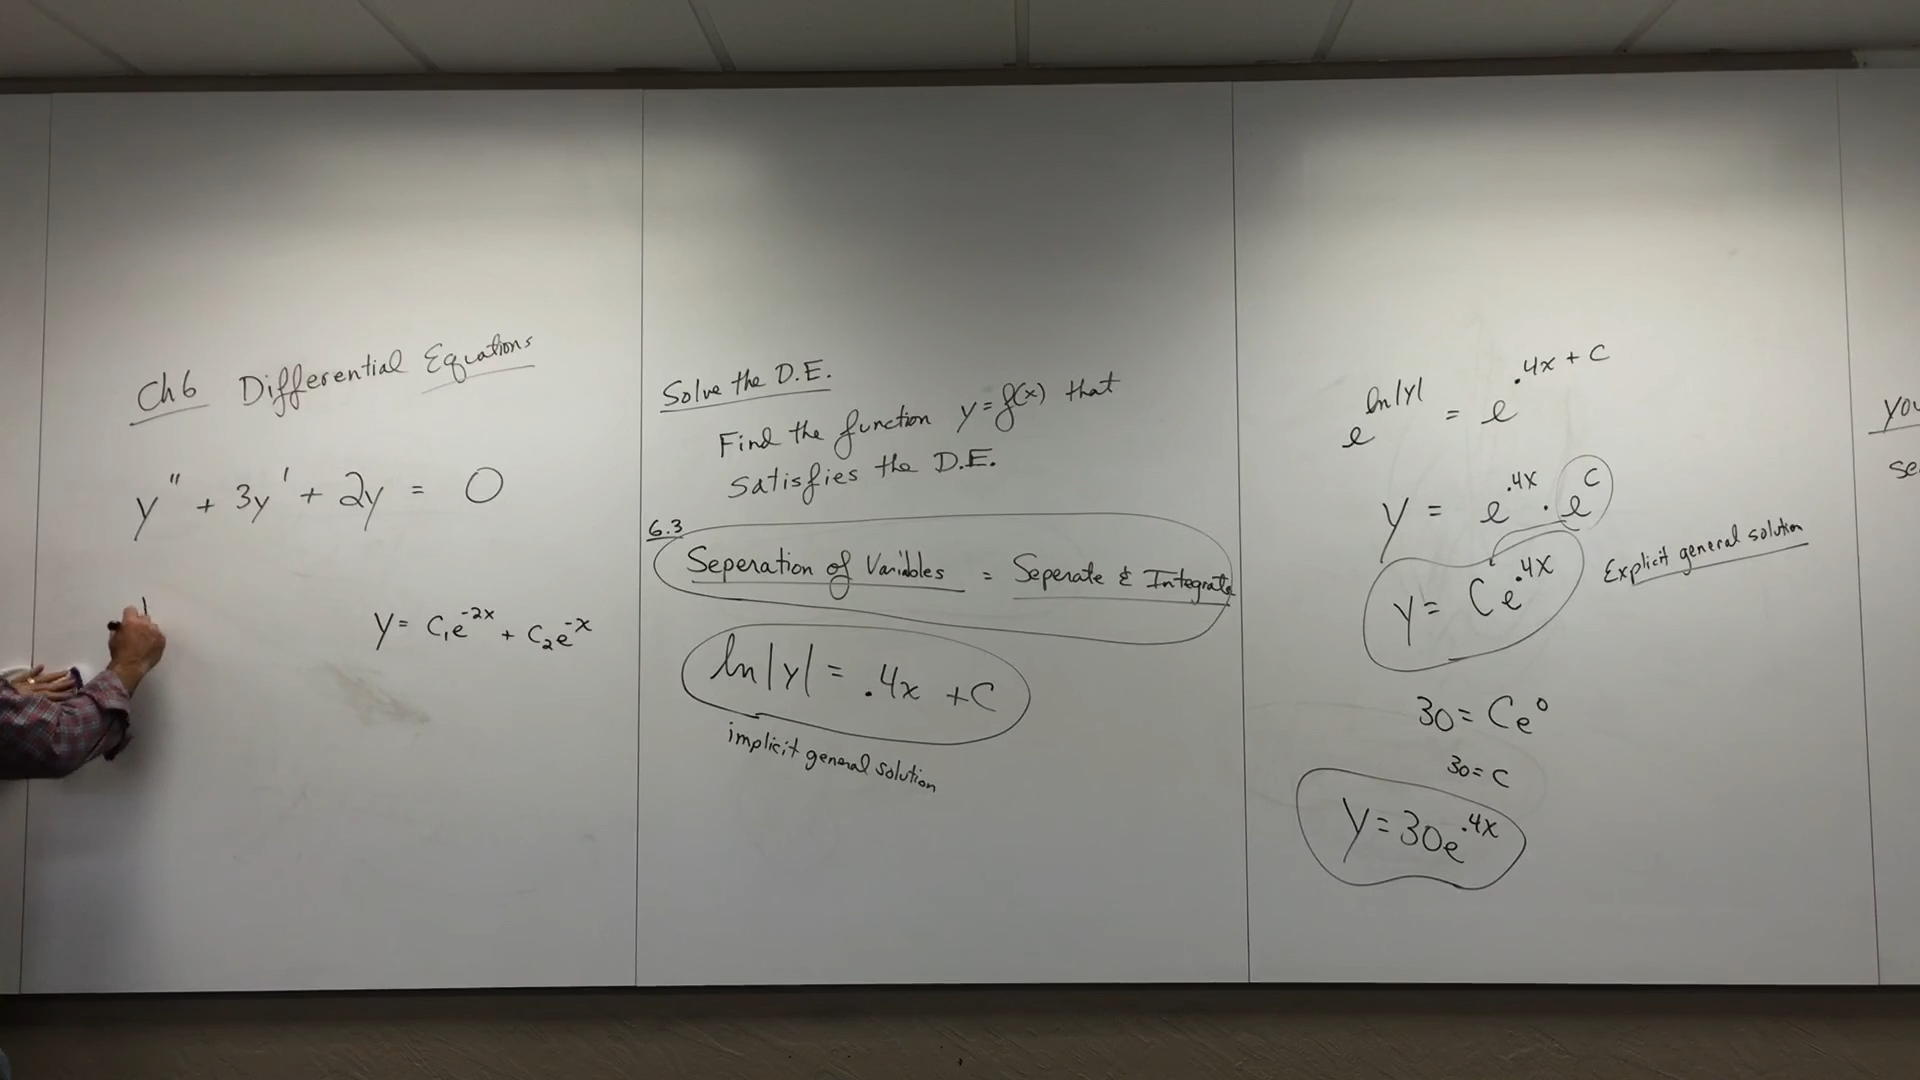 Ch 6 Differential Equations
y" + 3y' + 2y = 0
y = C₁e^-2x + C₂e^-x
Solve the D.E.
Find the function y = f(x) that
satisfies the D.E.
6.3
Seperation of Variables = Seperate & Integrate
ln|y| = .4x + C
implicit general solution
e^ln|y| = e^.4x + C
y = e^.4x · e^C
y = Ce^.4x
Explicit general solution
30 = Ce^0
30 = C
y = 30e^.4x